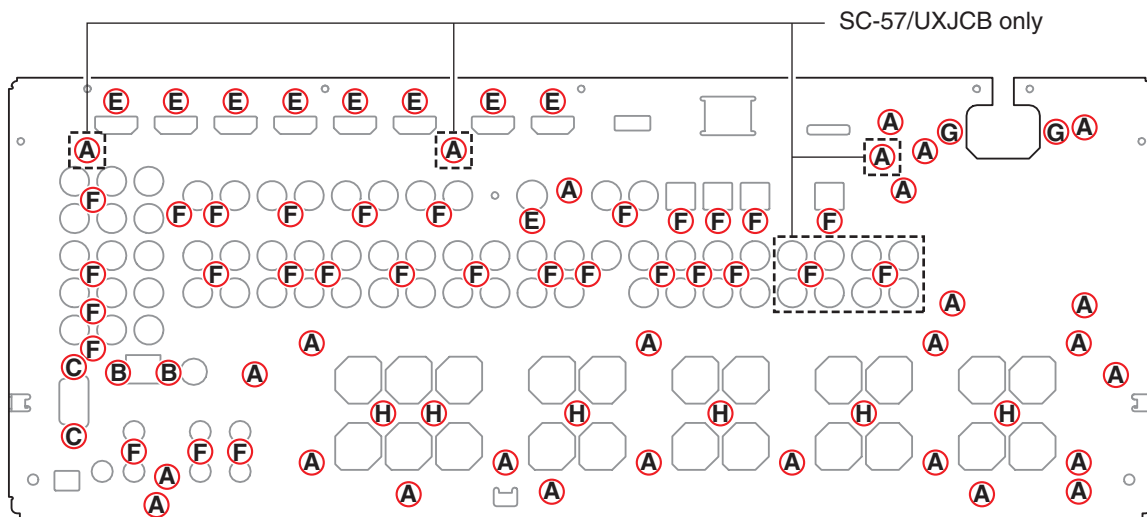 SC-57/UXJCB only
E E E E E E E E
A
G G A
A A A A
A
F A F
F F F F F E F F F F F
F F F F F F F F F F F F F
F A A
F A A A A
C B B A A
H H H H H H
C
F F F
A A A A A A
A
A A A A
A